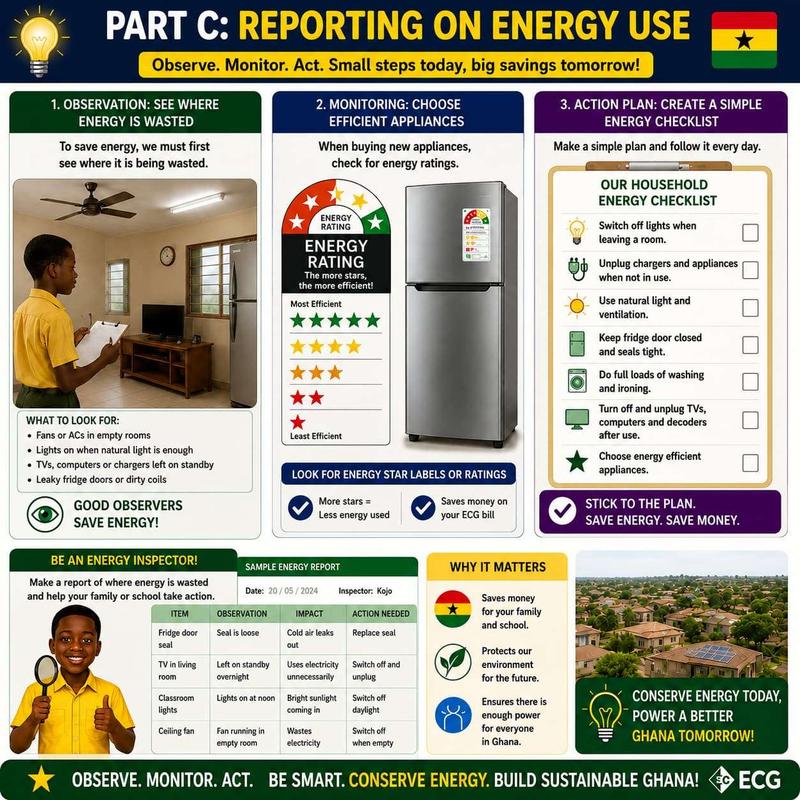 PART C: REPORTING ON ENERGY USE
Observe. Monitor. Act. Small steps today, big savings tomorrow!
1. OBSERVATION: SEE WHERE
ENERGY IS WASTED
To save energy, we must first
see where it is being wasted.
WHAT TO LOOK FOR:
• Fans or ACs in empty rooms
• Lights on when natural light is enough
• TVs, computers or chargers left on standby
• Leaky fridge doors or dirty coils
GOOD OBSERVERS
SAVE ENERGY!
2. MONITORING: CHOOSE
EFFICIENT APPLIANCES
When buying new appliances,
check for energy ratings.
ENERGY
RATING
ENERGY
RATING
The more stars,
the more efficient!
Most Efficient
Least Efficient
LOOK FOR ENERGY STAR LABELS OR RATINGS
More stars =
Less energy used
Saves money on
your ECG bill
3. ACTION PLAN: CREATE A SIMPLE
ENERGY CHECKLIST
Make a simple plan and follow it every day.
OUR HOUSEHOLD
ENERGY CHECKLIST
Switch off lights when
leaving a room.
Unplug chargers and appliances
when not in use.
Use natural light and
ventilation.
Keep fridge door closed
and seals tight.
Do full loads of washing
and ironing.
Turn off and unplug TVs,
computers and decoders
after use.
Choose energy efficient
appliances.
STICK TO THE PLAN.
SAVE ENERGY. SAVE MONEY.
BE AN ENERGY INSPECTOR!
Make a report of where energy is wasted
and help your family or school take action.
SAMPLE ENERGY REPORT
Date: 20 / 05 / 2024 Inspector: Kojo
ITEM OBSERVATION IMPACT ACTION NEEDED
Fridge door seal Seal is loose Cold air leaks out Replace seal
TV in living room Left on standby overnight Uses electricity unnecessarily Switch off and unplug
Classroom lights Lights on at noon Bright sunlight coming in Switch off daylight
Ceiling fan Fan running in empty room Wastes electricity Switch off when empty
WHY IT MATTERS
Saves money
for your family
and school.
Protects our
environment
for the future.
Ensures there is
enough power
for everyone
in Ghana.
CONSERVE ENERGY TODAY,
POWER A BETTER
GHANA TOMORROW!
OBSERVE. MONITOR. ACT. BE SMART. CONSERVE ENERGY. BUILD SUSTAINABLE GHANA! ECG